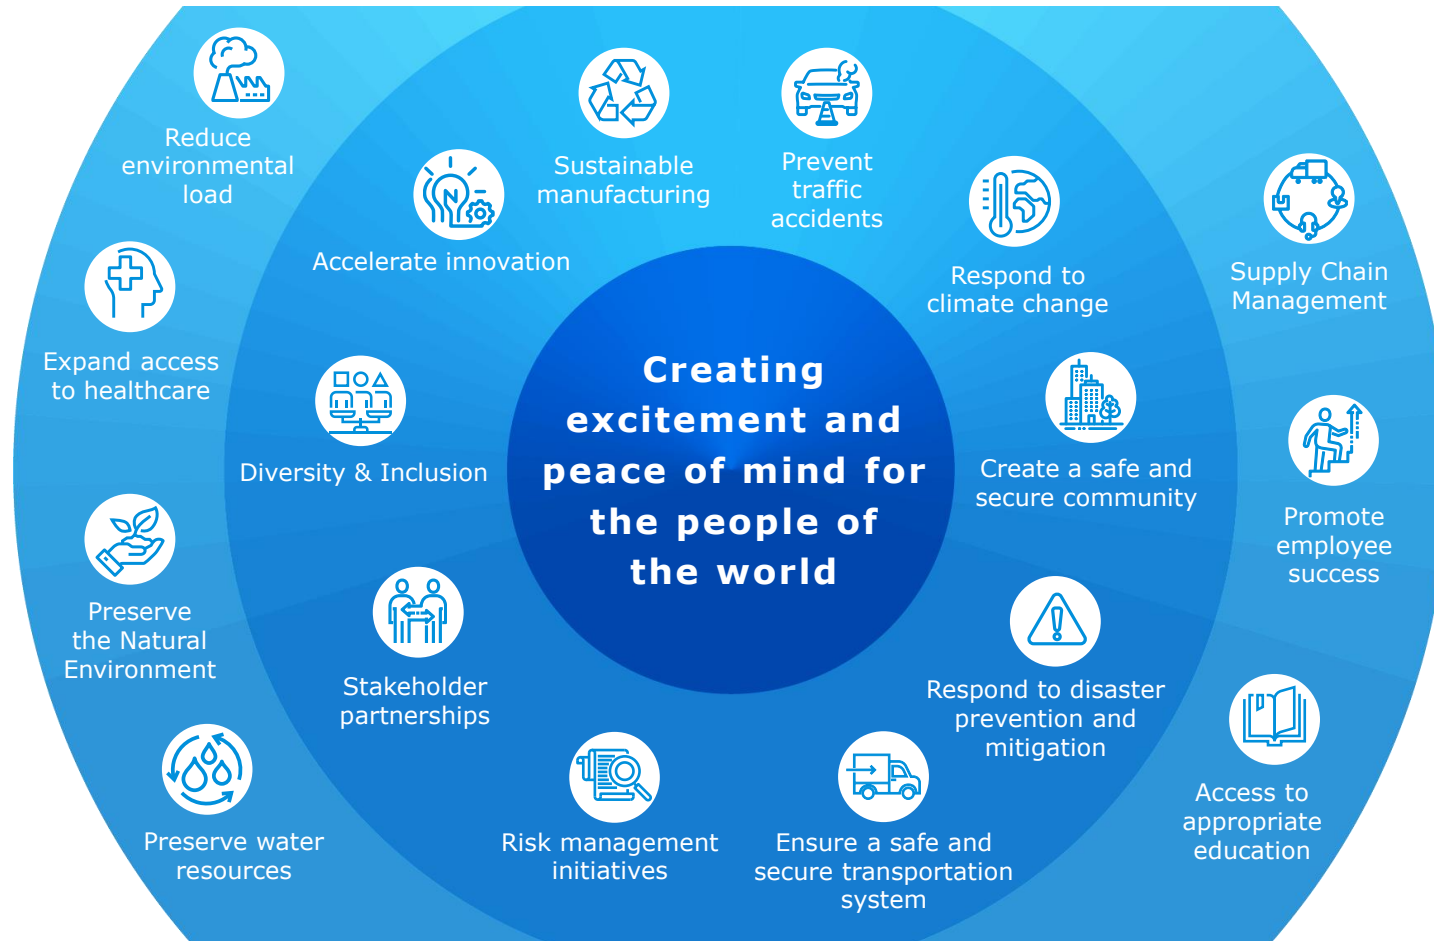 Reduce
environmental
load
Sustainable
manufacturing
Prevent
traffic
accidents
Accelerate innovation
Respond to
climate change
Supply Chain
Management
Expand access
to healthcare
Creating
excitement and
peace of mind for
the people of
the world
Diversity & Inclusion
Create a safe and
secure community
Promote
employee
success
Preserve
the Natural
Environment
Stakeholder
partnerships
Respond to disaster
prevention and
mitigation
Access to
appropriate
education
Preserve water
resources
Risk management
initiatives
Ensure a safe and
secure transportation
system